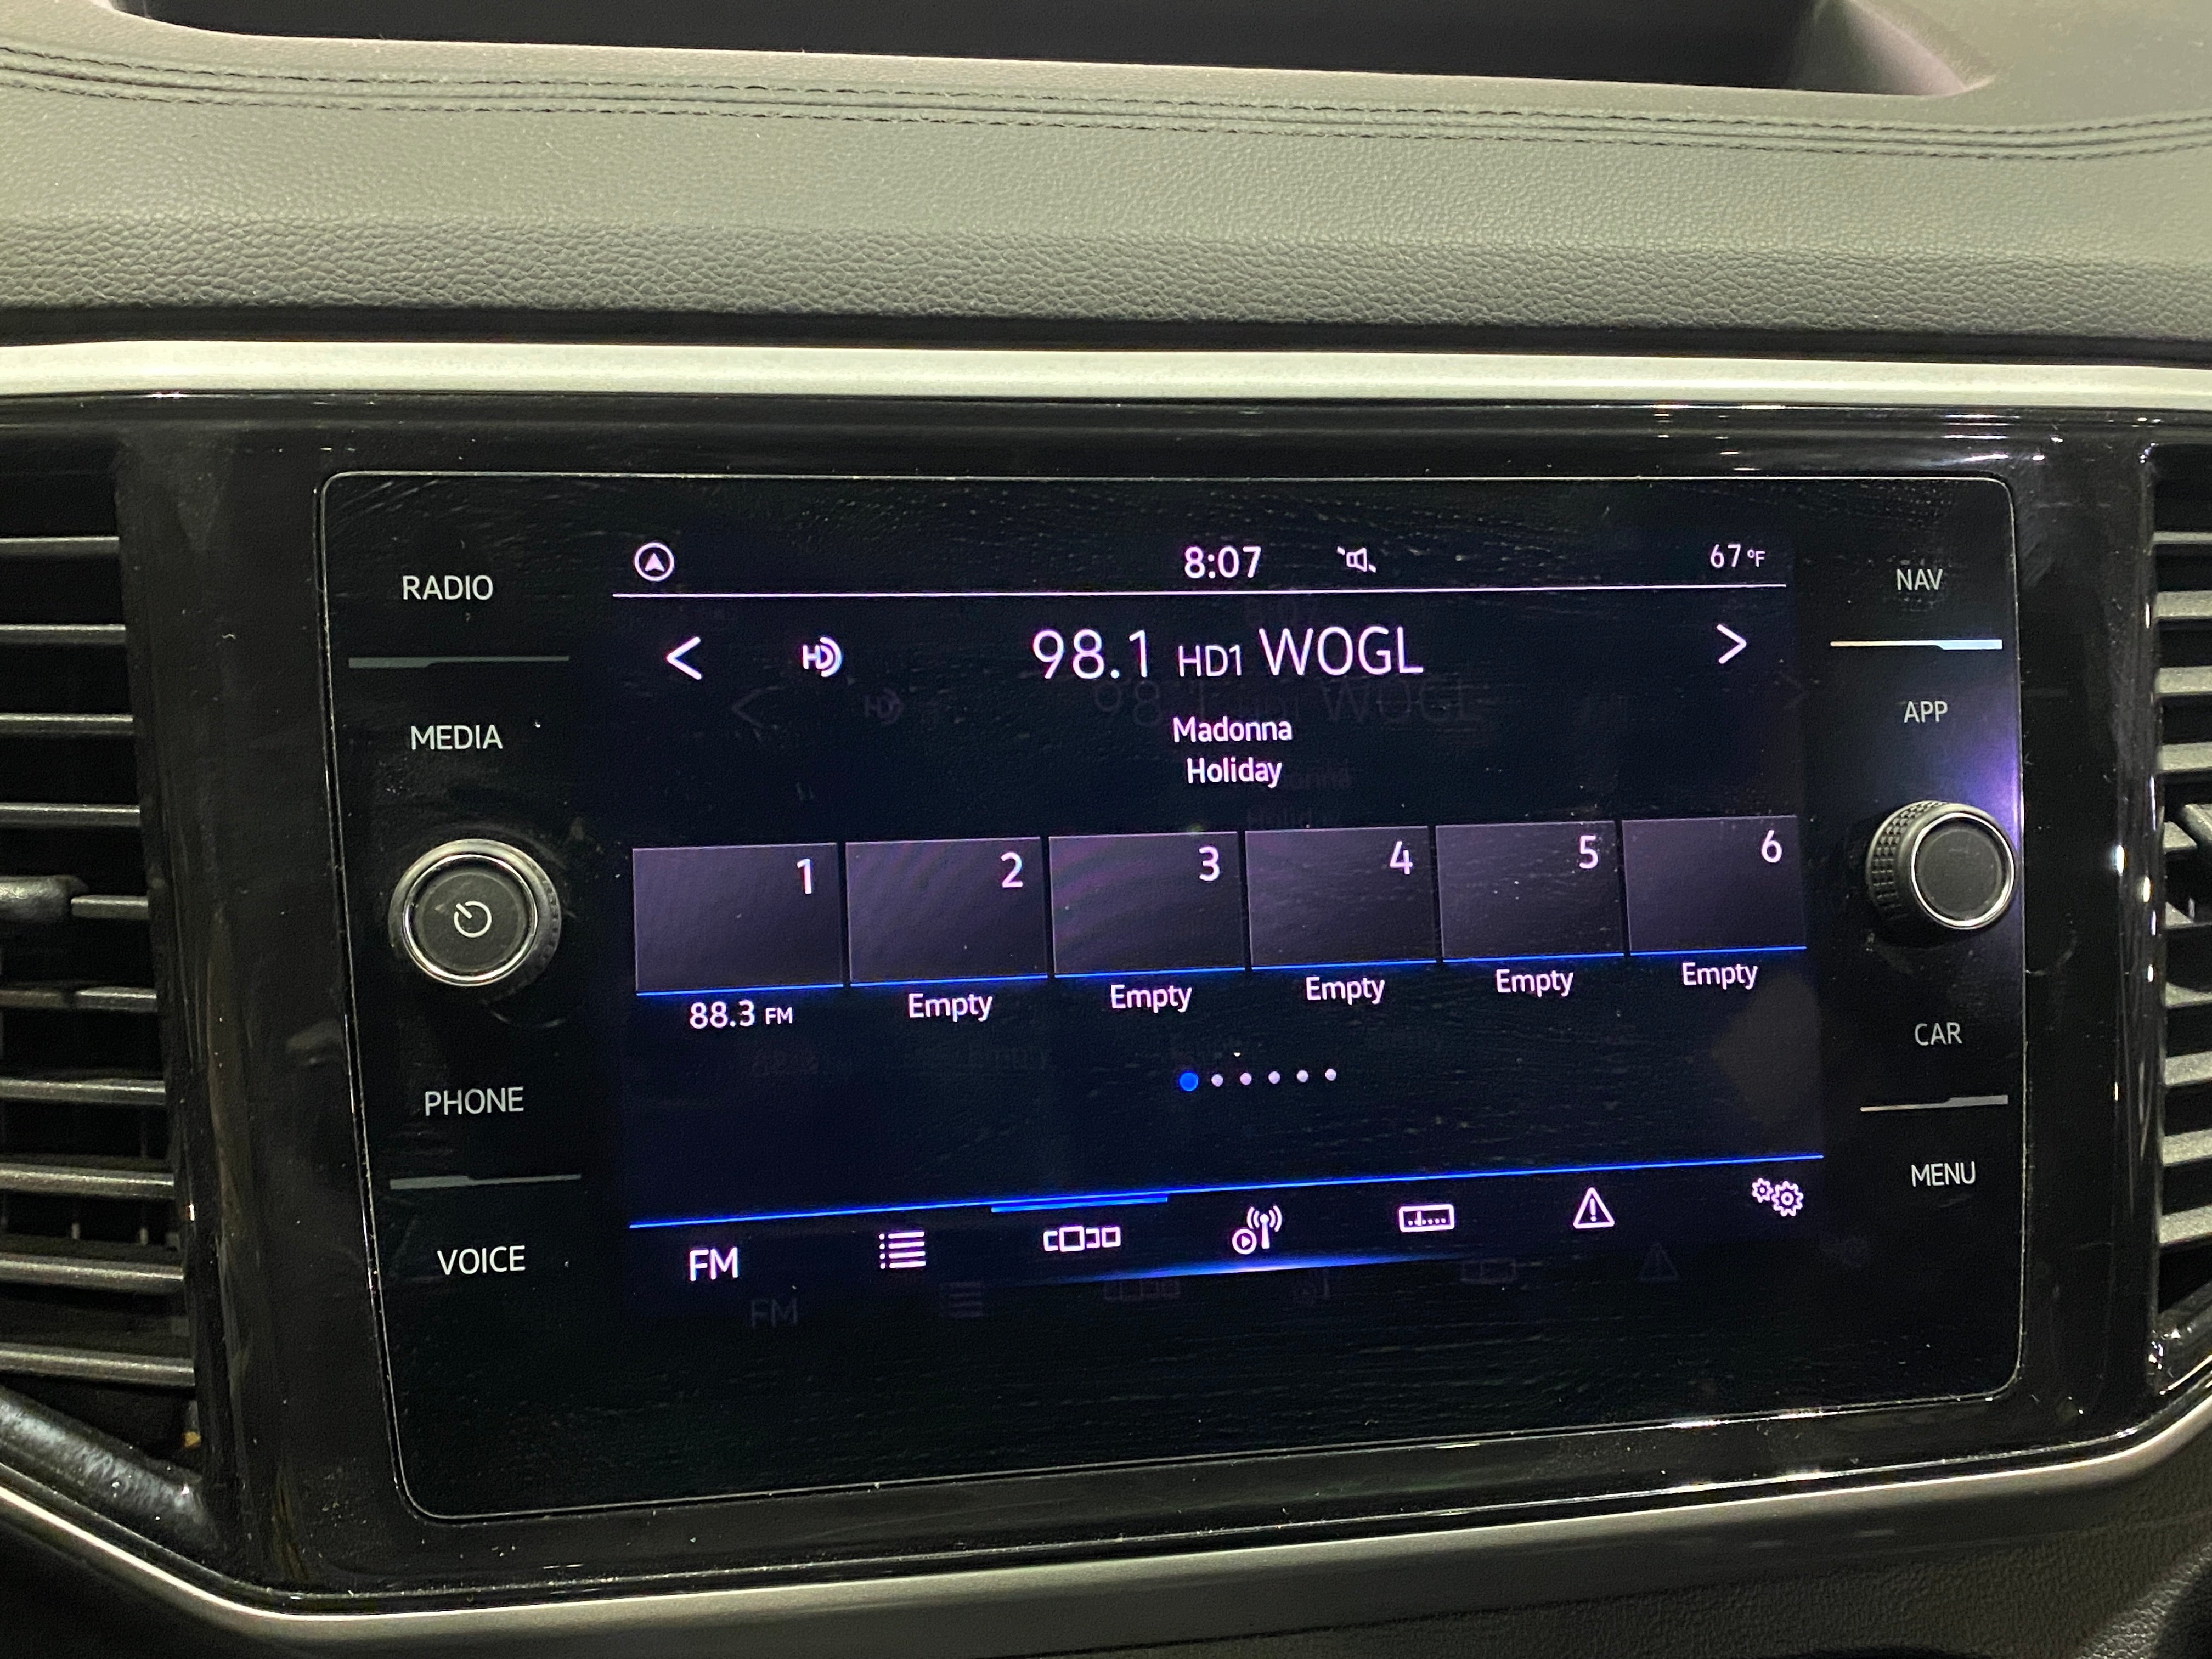 RADIO
MEDIA
PHONE
VOICE
8:07
67°F
HD 98.1 HD1 WOGL
Madonna
Holiday
1 2 3 4 5 6
88.3 FM Empty Empty Empty Empty Empty
FM
NAV
APP
CAR
MENU